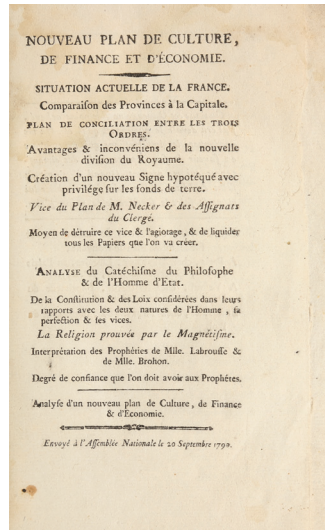 NOUVEAU PLAN DE CULTURE,
DE FINANCE ET D'ÉCONOMIE.
SITUATION ACTUELLE DE LA FRANCE.
Comparaiſon des Provinces à la Capitale.
PLAN DE CONCILIATION ENTRE LES TROIS
ORDRES.
Avantages & inconvéniens de la nouvelle
diviſion du Royaume.
Création d'un nouveau Signe hypotéqué avec
privilége ſur les fonds de terre.
Vice du Plan de M. Necker & des Aſſignats
du Clergé.
Moyen de détruire ce vice & l'agiotage, & de liquider
tous les Papiers que l'on va créer.
ANALYSE du Catéchiſme du Philoſophe
& de l'Homme d'Etat.
De la Conſtitution & des Loix conſidérées dans leurs
rapports avec les deux natures de l'Homme, ſa
perfection & ſes vices.
La Religion prouvée par le Magnétiſme.
Interprétation des Prophéties de Mlle. Labrouſſe &
de Mlle. Brohon.
Degré de confiance que l'on doit avoir aux Prophétes.
Analyſe d'un nouveau plan de Culture, de Finance
& d'Economie.
Envoyé à l'Aſſemblée Nationale le 20 Septembre 1790.